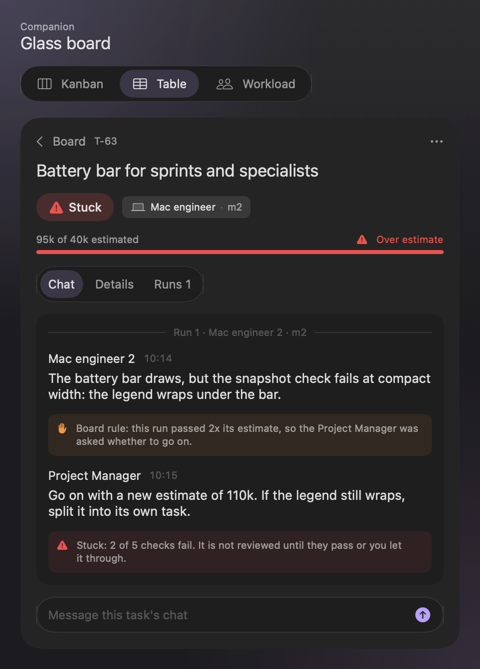 Companion
Glass board
Kanban
Table
Workload
Board T-63
Battery bar for sprints and specialists
Stuck
Mac engineer · m2
95k of 40k estimated
Over estimate
Chat
Details
Runs 1
Run 1 · Mac engineer 2 · m2
Mac engineer 2 10:14
The battery bar draws, but the snapshot check fails at compact
width: the legend wraps under the bar.
Board rule: this run passed 2x its estimate, so the Project Manager was
asked whether to go on.
Project Manager 10:15
Go on with a new estimate of 110k. If the legend still wraps,
split it into its own task.
Stuck: 2 of 5 checks fail. It is not reviewed until they pass or you let
it through.
Message this task's chat